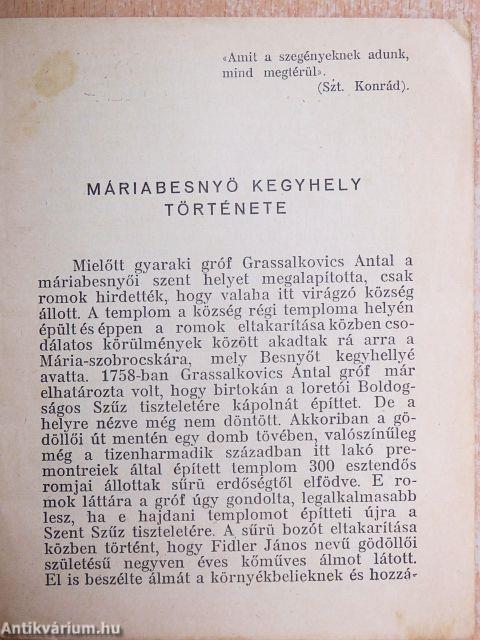 «Amit a szegényeknek adunk,
mind megtérül».
(Szt. Konrád).
MÁRIABESNYÖ KEGYHELY
TÖRTÉNETE
Mielőtt gyaraki gróf Grassalkovics Antal a
máriabesnyői szent helyet megalapította, csak
romok hirdették, hogy valaha itt virágzó község
állott. A templom a község régi temploma helyén
épült és éppen a romok eltakarítása közben cso-
dálatos körülmények között akadtak rá arra a
Mária-szobrocskára, mely Besnyőt kegyhellyé
avatta. 1758-ban Grassalkovics Antal gróf már
elhatározta volt, hogy birtokán a loretói Boldog-
ságos Szűz tiszteletére kápolnát építtet. De a
helyre nézve még nem döntött. Akkoriban a gö-
döllői út mentén egy domb tövében, valószínűleg
még a tizenharmadik században itt lakó pre-
montreiek által épített templom 300 esztendős
romjai állottak sűrű erdőségtől elfödve. E ro-
mok láttára a gróf úgy gondolta, legalkalmasabb
lesz, ha e hajdani templomot építteti újra a
Szent Szűz tiszteletére. A sűrű bozót eltakarítása
közben történt, hogy Fidler János nevű gödöllői
születésű negyven éves kőműves álmot látott.
El is beszélte álmát a környékbelieknek és hozzá-
Antikvárium.hu